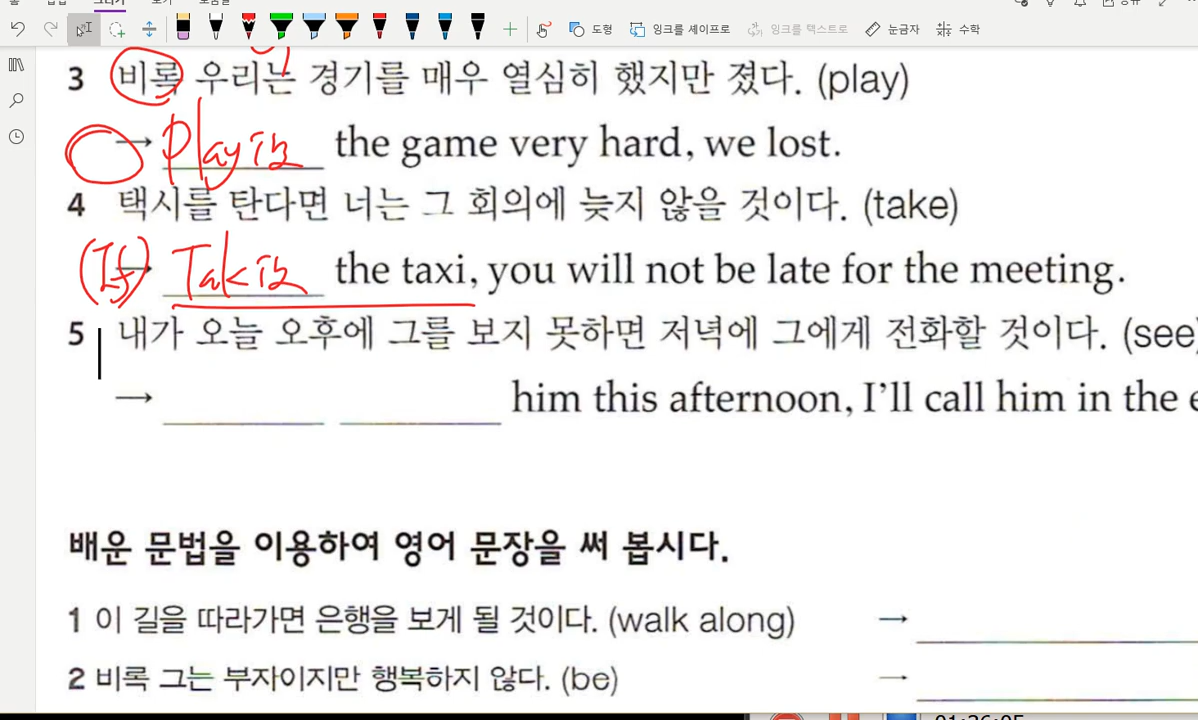 도형 잉크를 셰이프로 잉크를 텍스트로 눈금자 수학
3 비록 우리는 경기를 매우 열심히 했지만 졌다. (play)
→ Playing the game very hard, we lost.
4 택시를 탄다면 너는 그 회의에 늦지 않을 것이다. (take)
(If) → Taking the taxi, you will not be late for the meeting.
5 내가 오늘 오후에 그를 보지 못하면 저녁에 그에게 전화할 것이다. (see
→ him this afternoon, I'll call him in the e
배운 문법을 이용하여 영어 문장을 써 봅시다.
1 이 길을 따라가면 은행을 보게 될 것이다. (walk along) →
2 비록 그는 부자이지만 행복하지 않다. (be) →